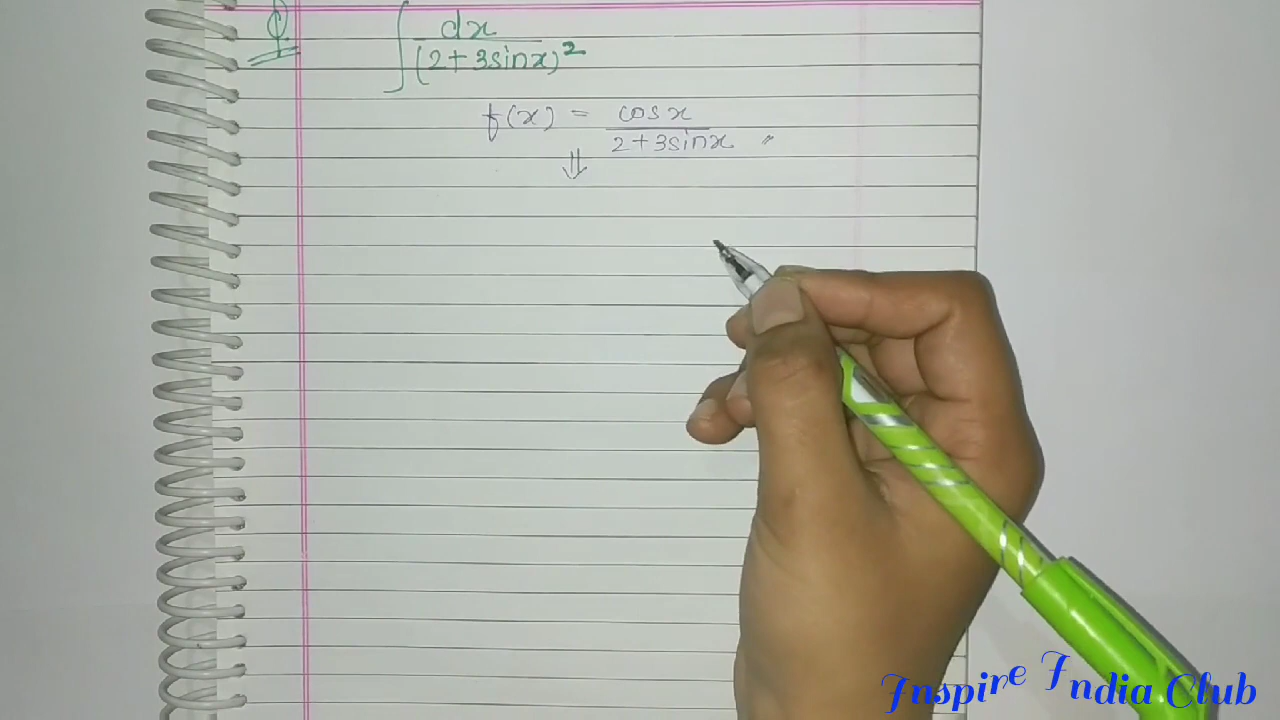 Q ∫ dx / (2+3sinx)²
f(x) = cosx / 2+3sinx
⇓
Inspire India Club